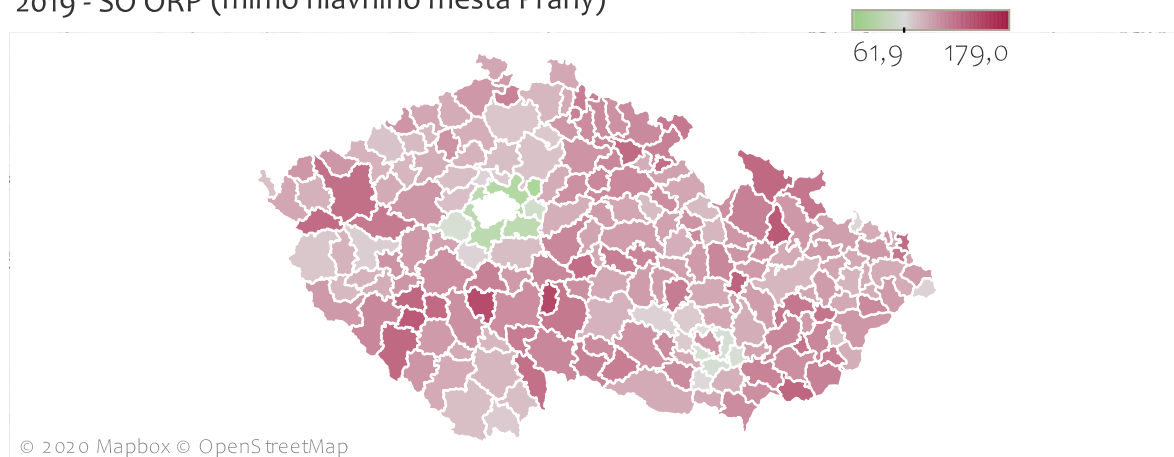 2019 - SO ORP (mimo hlavního města Prahy)
61,9 179,0
© 2020 Mapbox © OpenStreetMap